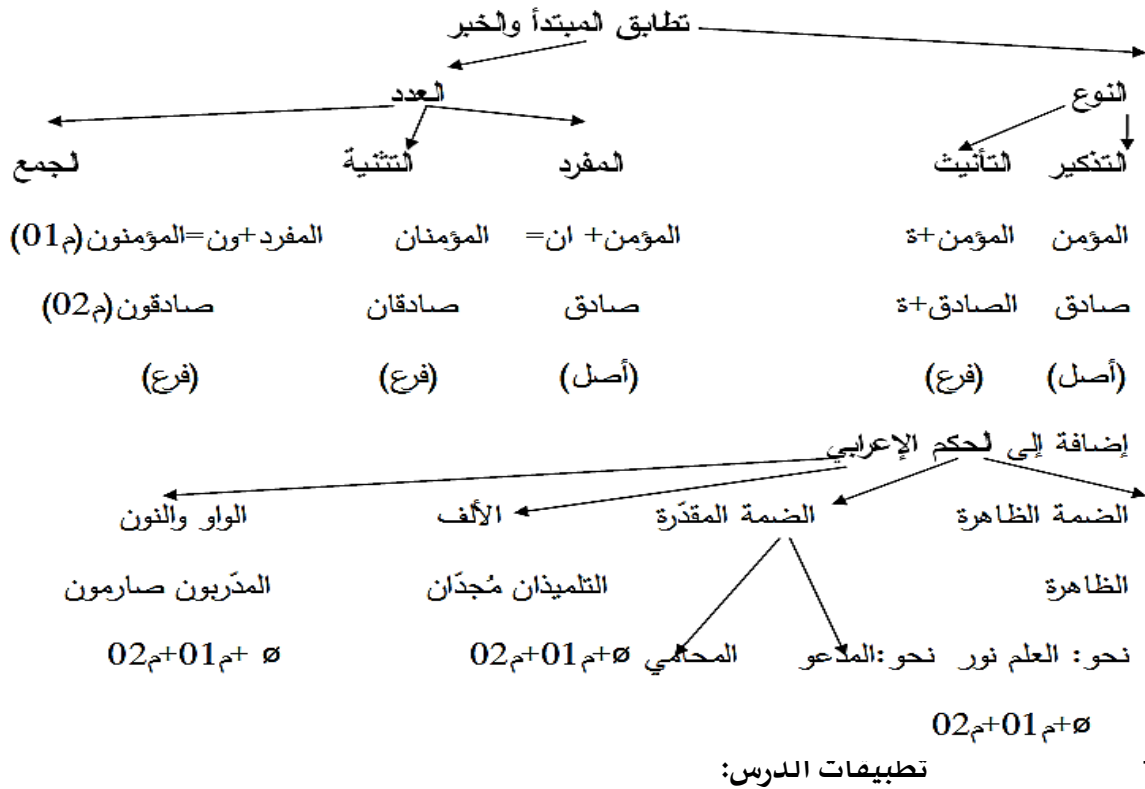 تطابق المبتدأ والخبر
النوع العدد
التذكير التأنيث المفرد التثنية الجمع
المؤمن المؤمن+ة المؤمن+ ان= المؤمنان المفرد+ون=المؤمنون(م01)
صادق الصادق+ة صادق صادقان صادقون(م02)
(أصل) (فرع) (أصل) (فرع) (فرع)
إضافة إلى الحكم الإعرابي
الضمة الظاهرة الضمة المقدّرة الألف الواو والنون
الظاهرة التلميذان مُجدّان المدّربون صارمون
نحو: العلم نور نحو:المدعو المحامي ø+م01+م02 ø +م01+م02
ø+م01+م02
تطبيقات الدرس: